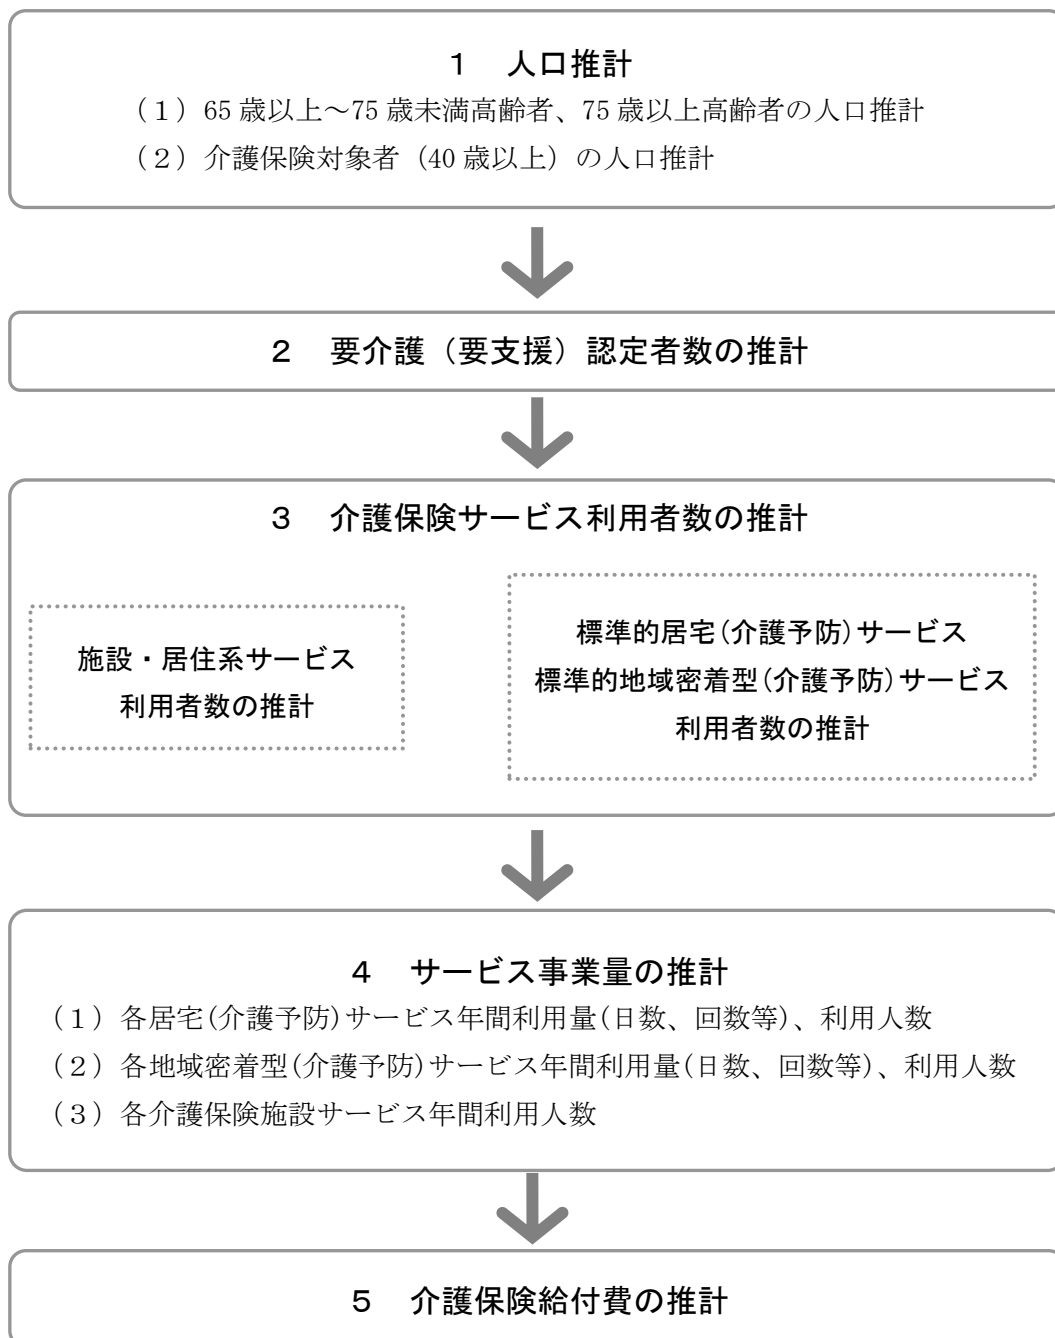 １　人口推計
（１）65 歳以上～75 歳未満高齢者、75 歳以上高齢者の人口推計
（２）介護保険対象者（40 歳以上）の人口推計
２　要介護（要支援）認定者数の推計
３　介護保険サービス利用者数の推計
施設・居住系サービス
利用者数の推計
標準的居宅(介護予防)サービス
標準的地域密着型(介護予防)サービス
利用者数の推計
４　サービス事業量の推計
（１）各居宅(介護予防)サービス年間利用量(日数、回数等)、利用人数
（２）各地域密着型(介護予防)サービス年間利用量(日数、回数等)、利用人数
（３）各介護保険施設サービス年間利用人数
５　介護保険給付費の推計